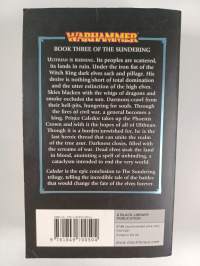 WARHAMMER
BOOK THREE OF THE SUNDERING
ULTHUAN IS BURNING. Its peoples are scattered,
its lands in ruin. Under the iron fist of the
Witch King dark elves sack and pillage. His
desire is nothing short of total domination
and the utter extinction of the high elves.
Skies blacken with the wings of dragons and
smoke occludes the sun. Daemons crawl from
their hell-pits, hungering for souls. Through
the fires of civil war, a general becomes a
king. Prince Caledor takes up the Phoenix
Crown and with it the hopes of all of Ulthuan.
Though it is a burden unwished for, he is the
last heroic thread that can unite the realm
of the true asur. Darkness closes, filled with
the screams of war. Dead elves soak the land
in blood, anointing a spell of unbinding, a
cataclysm intended to end the very world.
Caledor is the epic conclusion to The Sundering
trilogy, telling the incredible tale of the battles
that would change the fate of the elves forever.
A BLACK LIBRARY
PUBLICATION